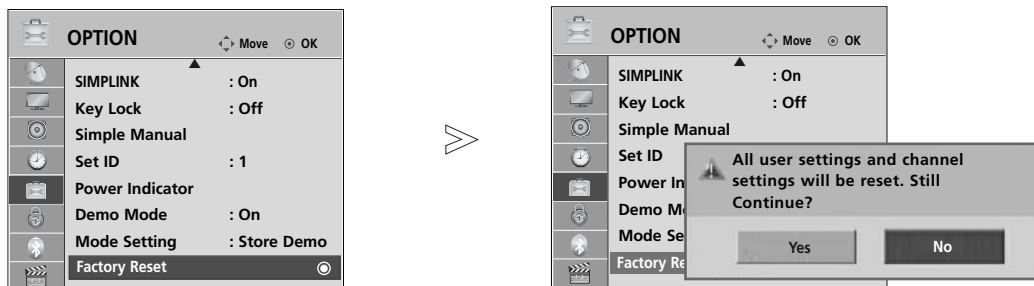 OPTION Move OK
SIMPLINK : On
Key Lock : Off
Simple Manual
Set ID : 1
Power Indicator
Demo Mode : On
Mode Setting : Store Demo
Factory Reset
OPTION Move OK
SIMPLINK : On
Key Lock : Off
Simple Manual
Set ID
Power In
Demo M
Mode Se
Factory Re
All user settings and channel
settings will be reset. Still
Continue?
Yes No